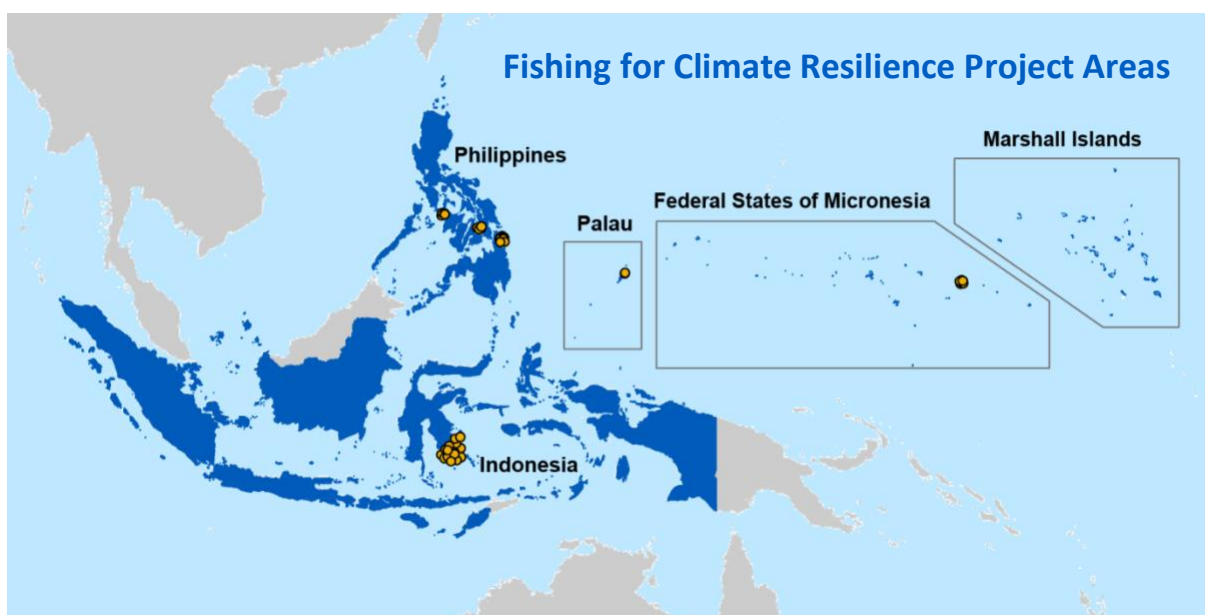 Fishing for Climate Resilience Project Areas
Marshall Islands
Philippines
Federal States of Micronesia
Palau
Indonesia